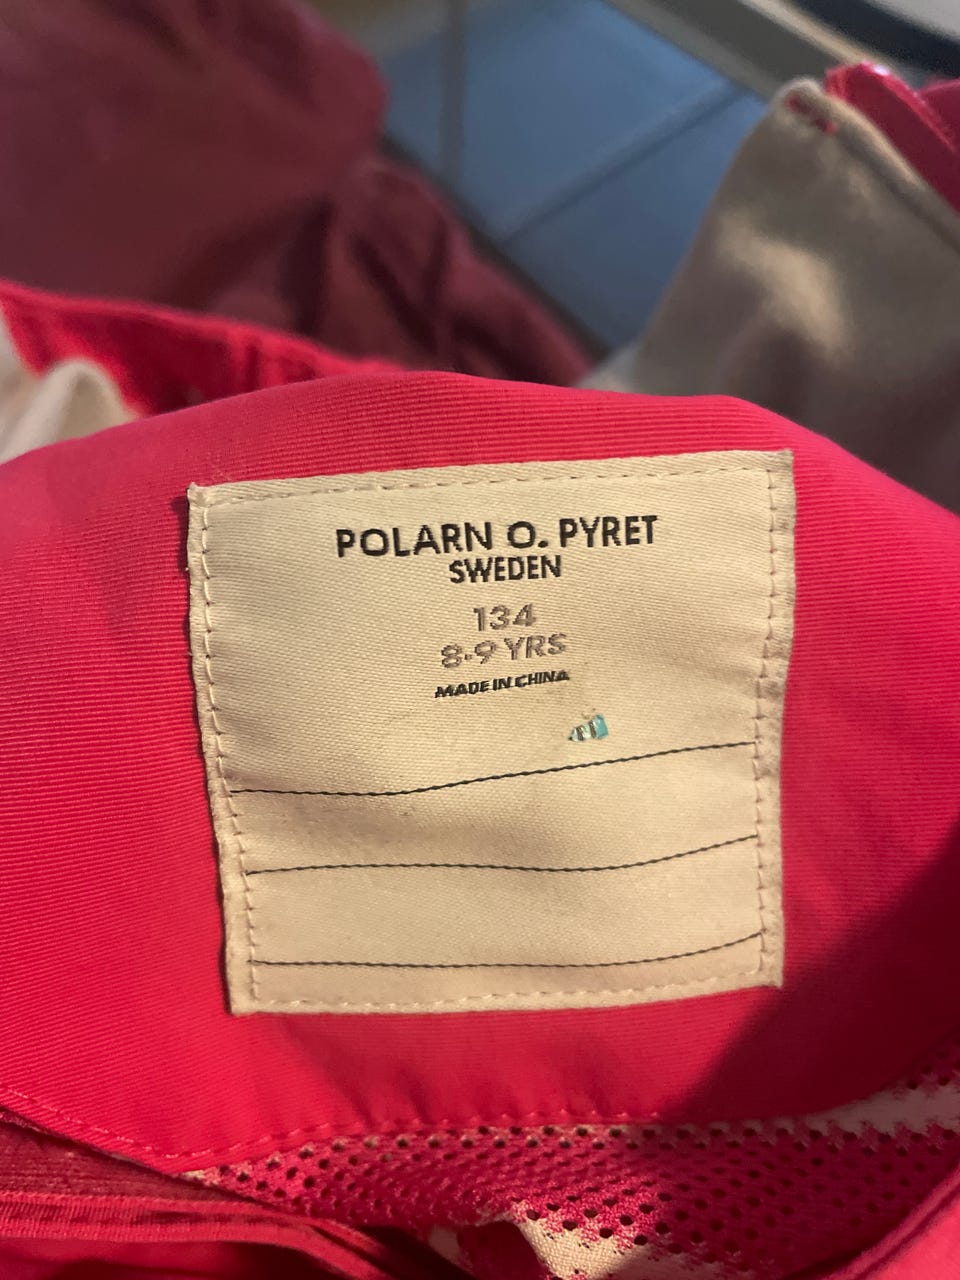 POLARN O. PYRET
SWEDEN
134
8-9 YRS
MADE IN CHINA